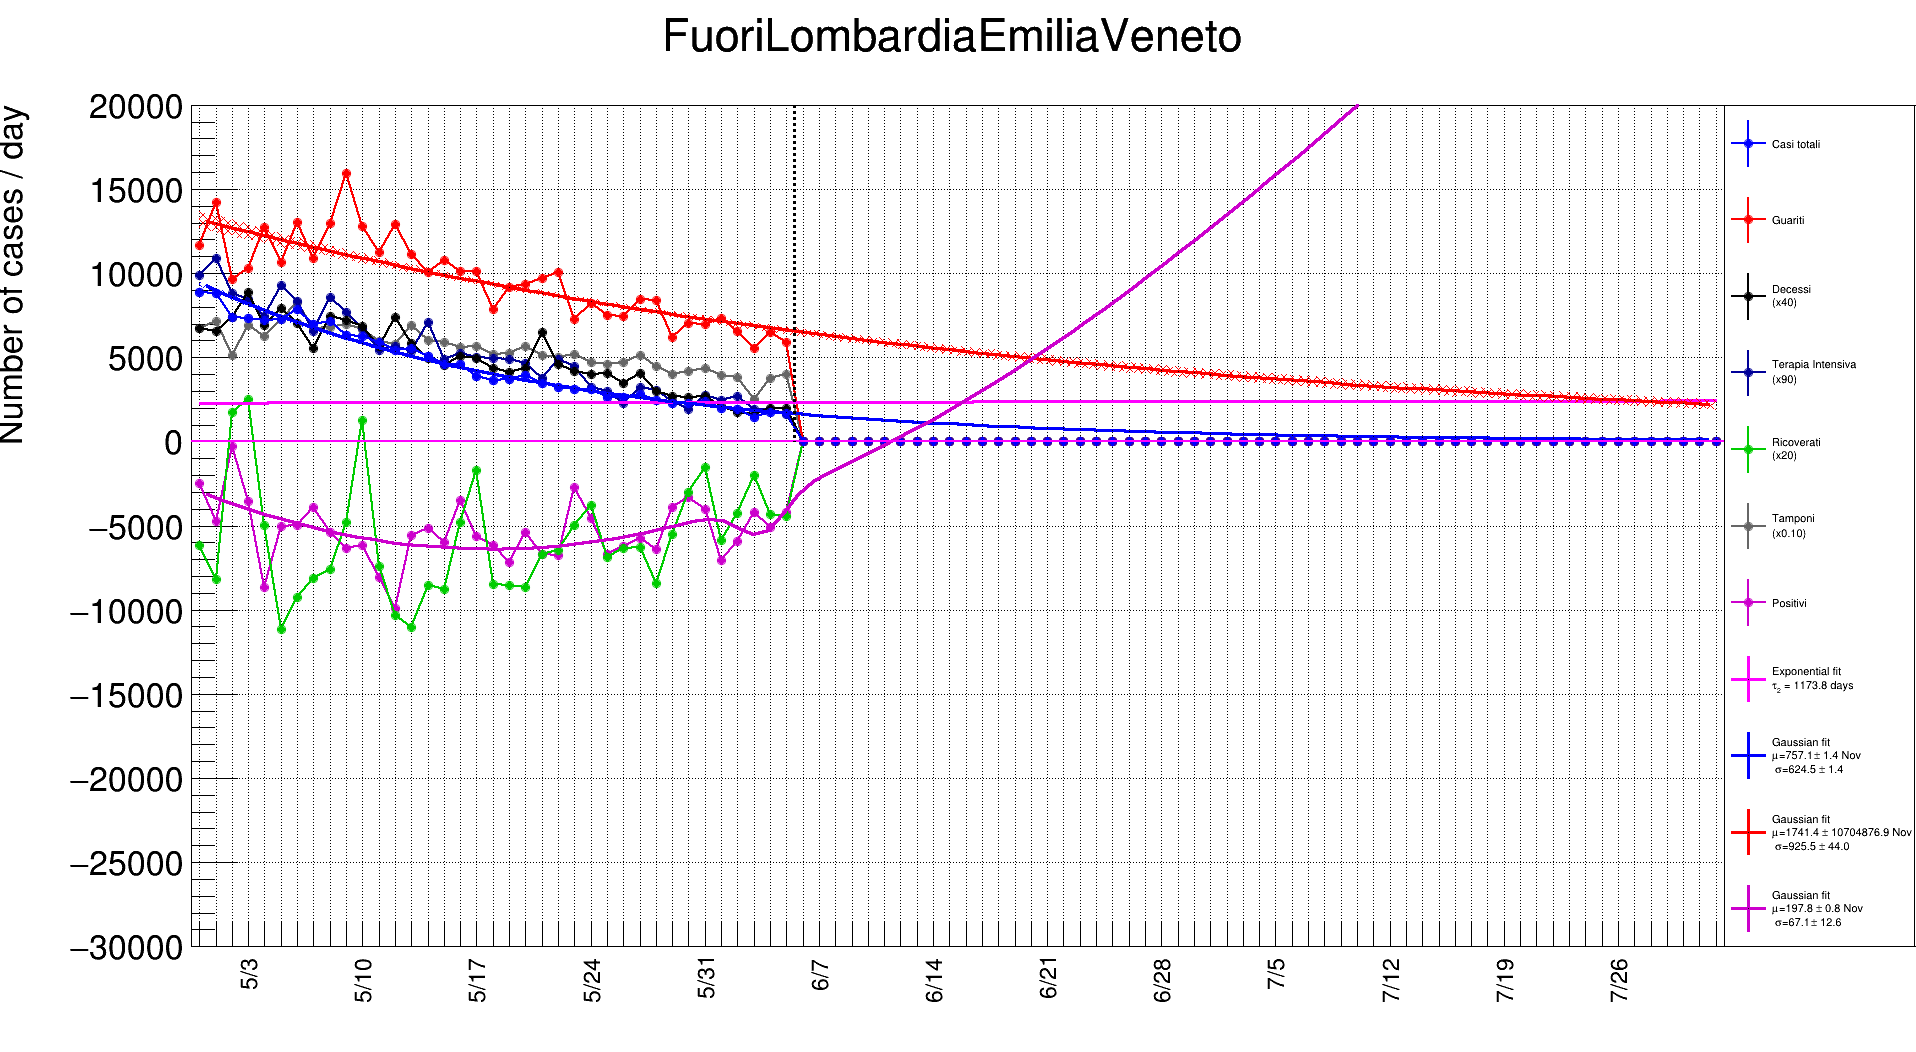 FuoriLombardiaEmiliaVeneto
Number of cases / day
20000
15000
10000
5000
0
−5000
−10000
−15000
−20000
−25000
−30000
5/3
5/10
5/17
5/24
5/31
6/7
6/14
6/21
6/28
7/5
7/12
7/19
7/26
Casi totali
Guariti
Decessi
(x40)
Terapia Intensiva
(x90)
Ricoverati
(x20)
Tamponi
(x0.10)
Positivi
Exponential fit
τ2 = 1173.8 days
Gaussian fit
μ=757.1± 1.4 Nov
σ=624.5 ± 1.4
Gaussian fit
μ=1741.4 ± 10704876.9 Nov
σ=925.5 ± 44.0
Gaussian fit
μ=197.8 ± 0.8 Nov
σ=67.1± 12.6